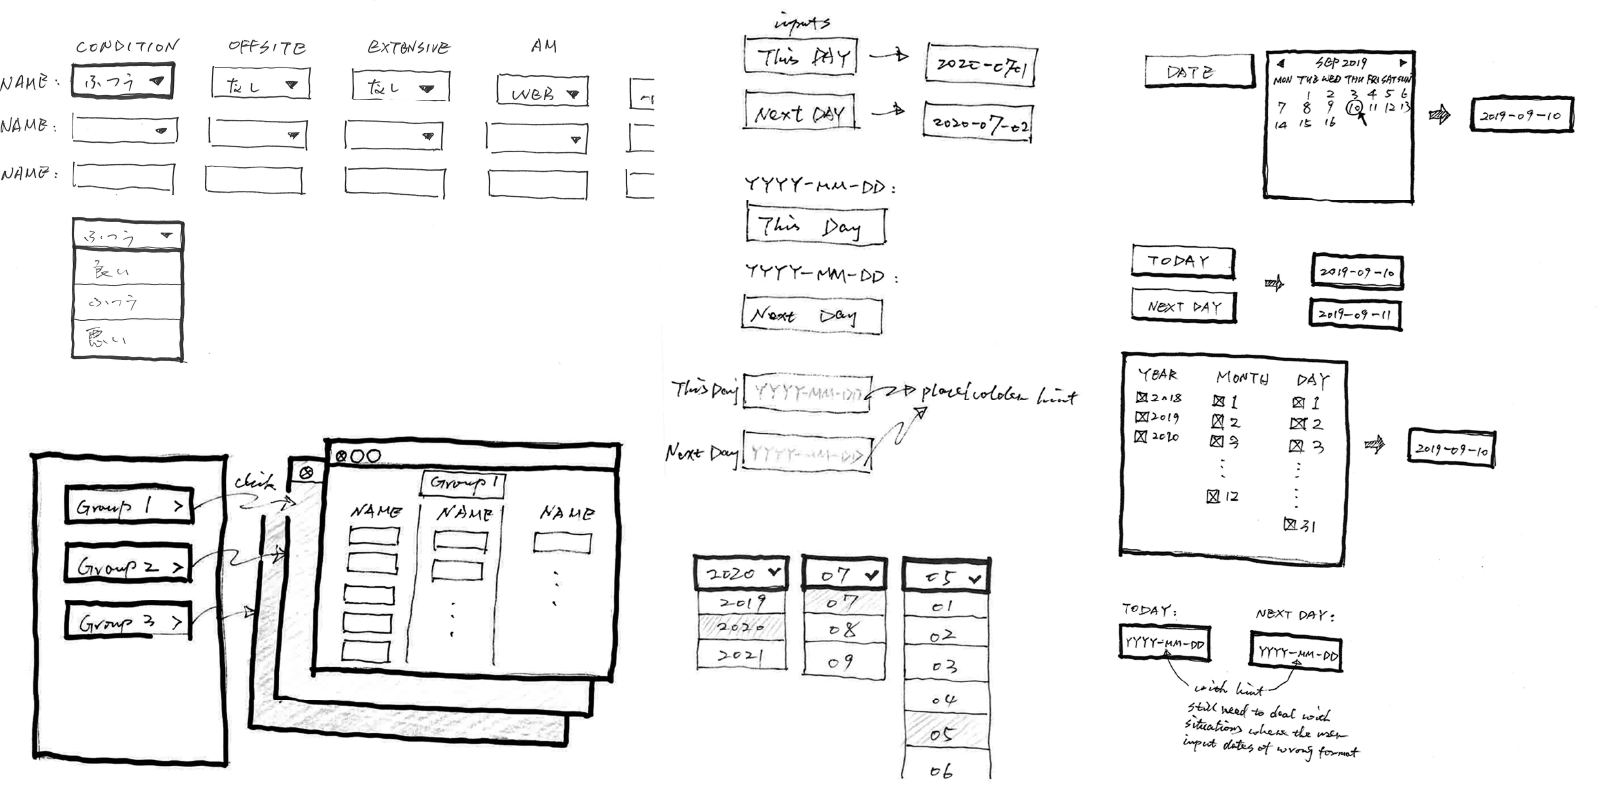 CONDITION OFFSITE EXTENSIVE AM
NAME: ふつう なし なし WEB
NAME:
NAME:
ふつう
良い
ふつう
悪い
Group 1 >
Group 2 >
Group 3 >
click
Group 1
NAME NAME NAME
inputs
This DAY 2020-0701
Next DAY 2020-07-02
YYYY-MM-DD:
This Day
YYYY-MM-DD:
Next Day
This Day YYYY-MM-DD placeholder hint
Next Day YYYY-MM-DD
2020 07 05
2019 07 01
2020 08 02
2021 09 03
04
05
06
DATE
SEP 2019
MON TUE WED THU FRI SAT SUN
1 2 3 4 5 6
7 8 9 10 11 12 13
14 15 16
2019-09-10
TODAY 2019-09-10
NEXT DAY 2019-09-11
YEAR MONTH DAY
2018 1 1
2019 2 2
2020 3 3
12
31
2019-09-10
TODAY: NEXT DAY:
YYYY-MM-DD YYYY-MM-DD
with hint
still need to deal with
situations where the user
input dates of wrong format